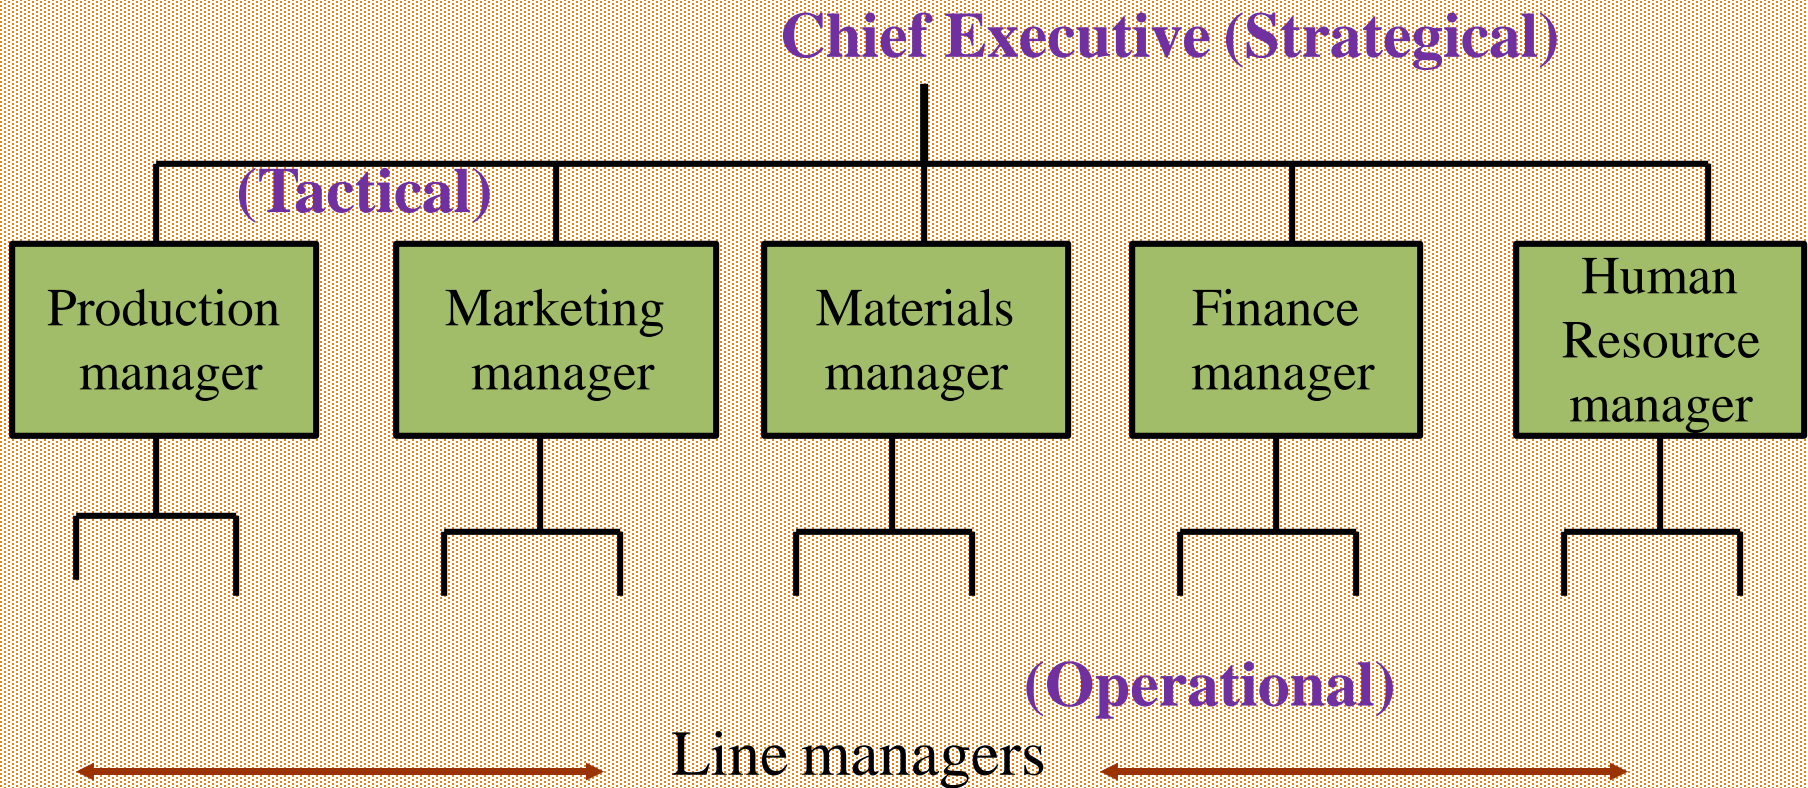 Chief Executive (Strategical)
(Tactical)
Production
manager
Marketing
manager
Materials
manager
Finance
manager
Human
Resource
manager
(Operational)
Line managers